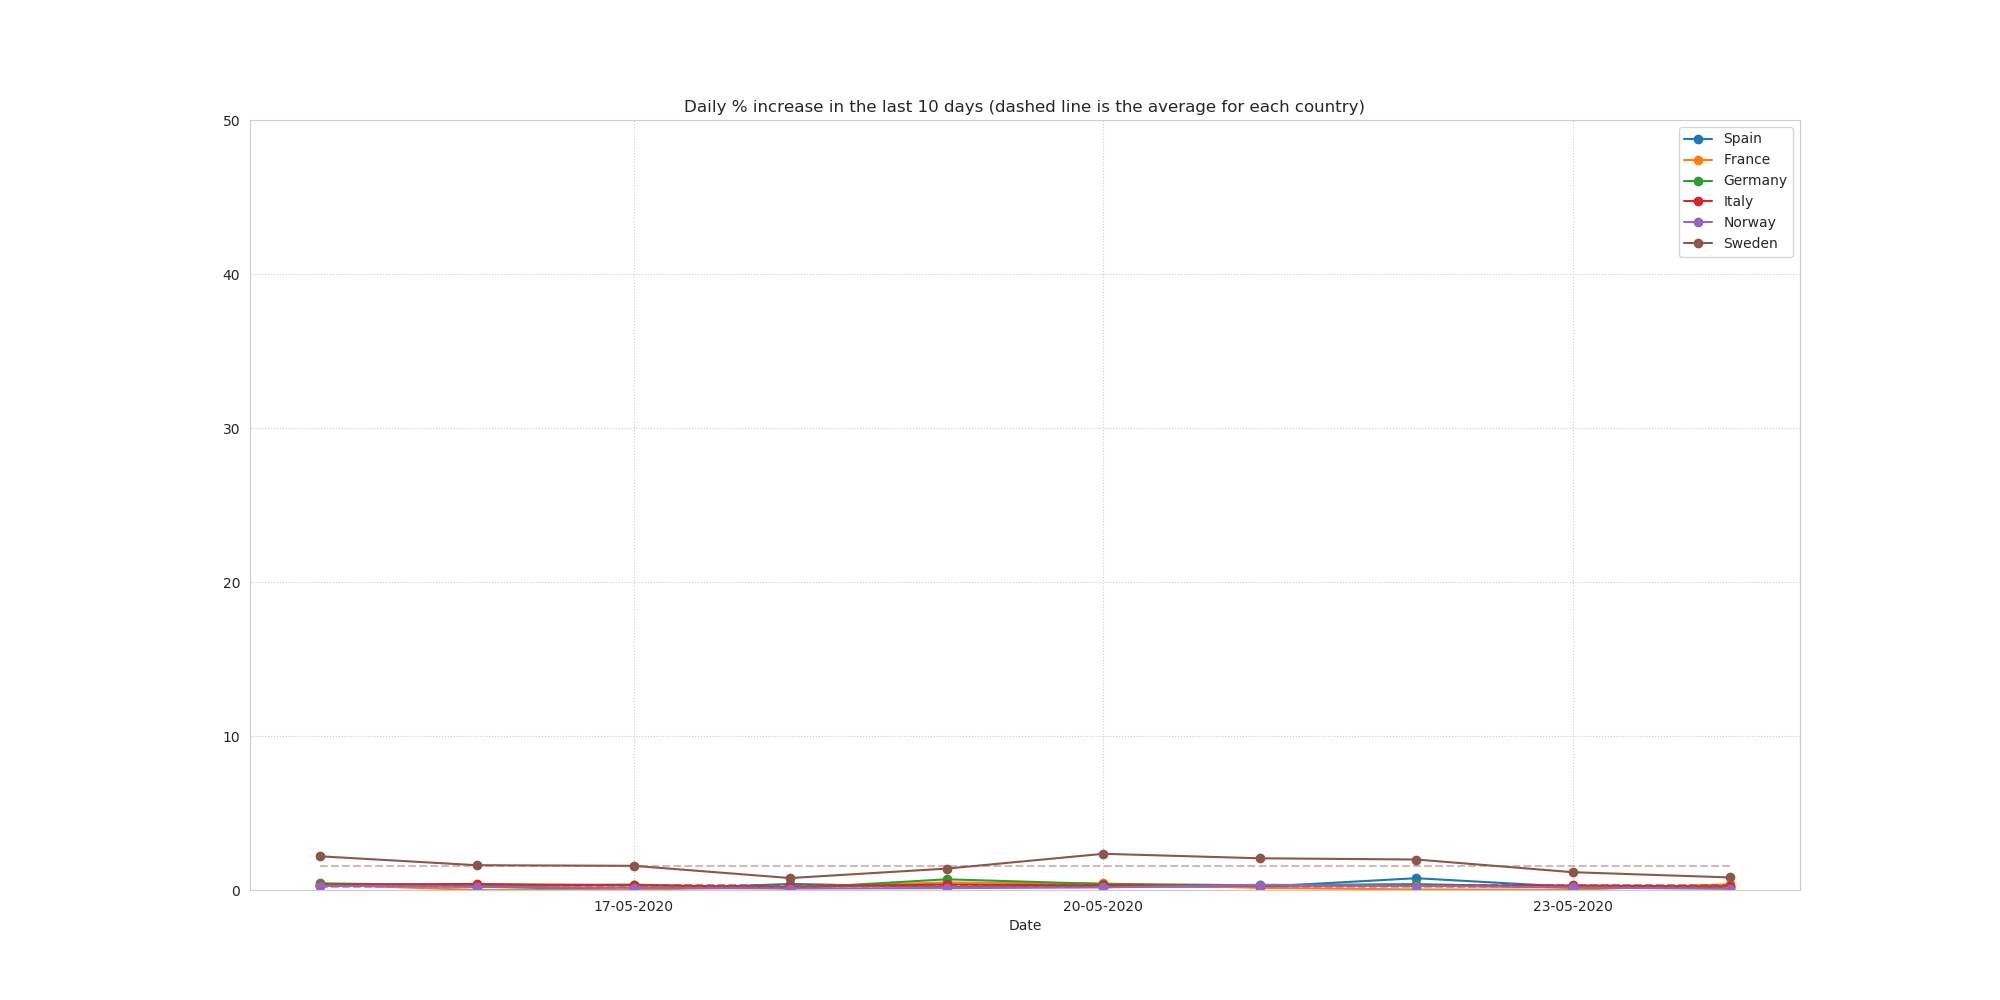 Daily % increase in the last 10 days (dashed line is the average for each country)
50
40
30
20
10
0
Spain
France
Germany
Italy
Norway
Sweden
17-05-2020
20-05-2020
23-05-2020
Date